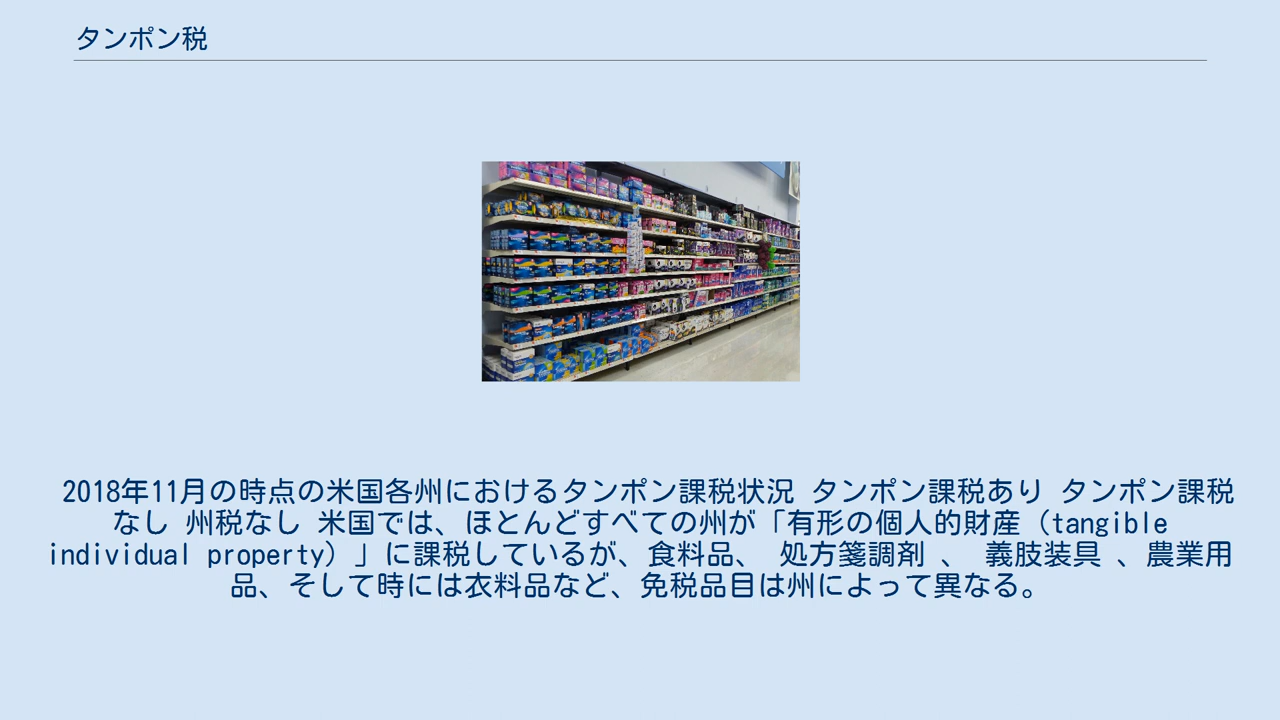 タンポン税
2018年11月の時点の米国各州におけるタンポン課税状況 タンポン課税あり タンポン課税
なし 州税なし 米国では、ほとんどすべての州が「有形の個人的財産（tangible
individual property）」に課税しているが、食料品、 処方箋調剤 、 義肢装具 、農業用
品、そして時には衣料品など、免税品目は州によって異なる。